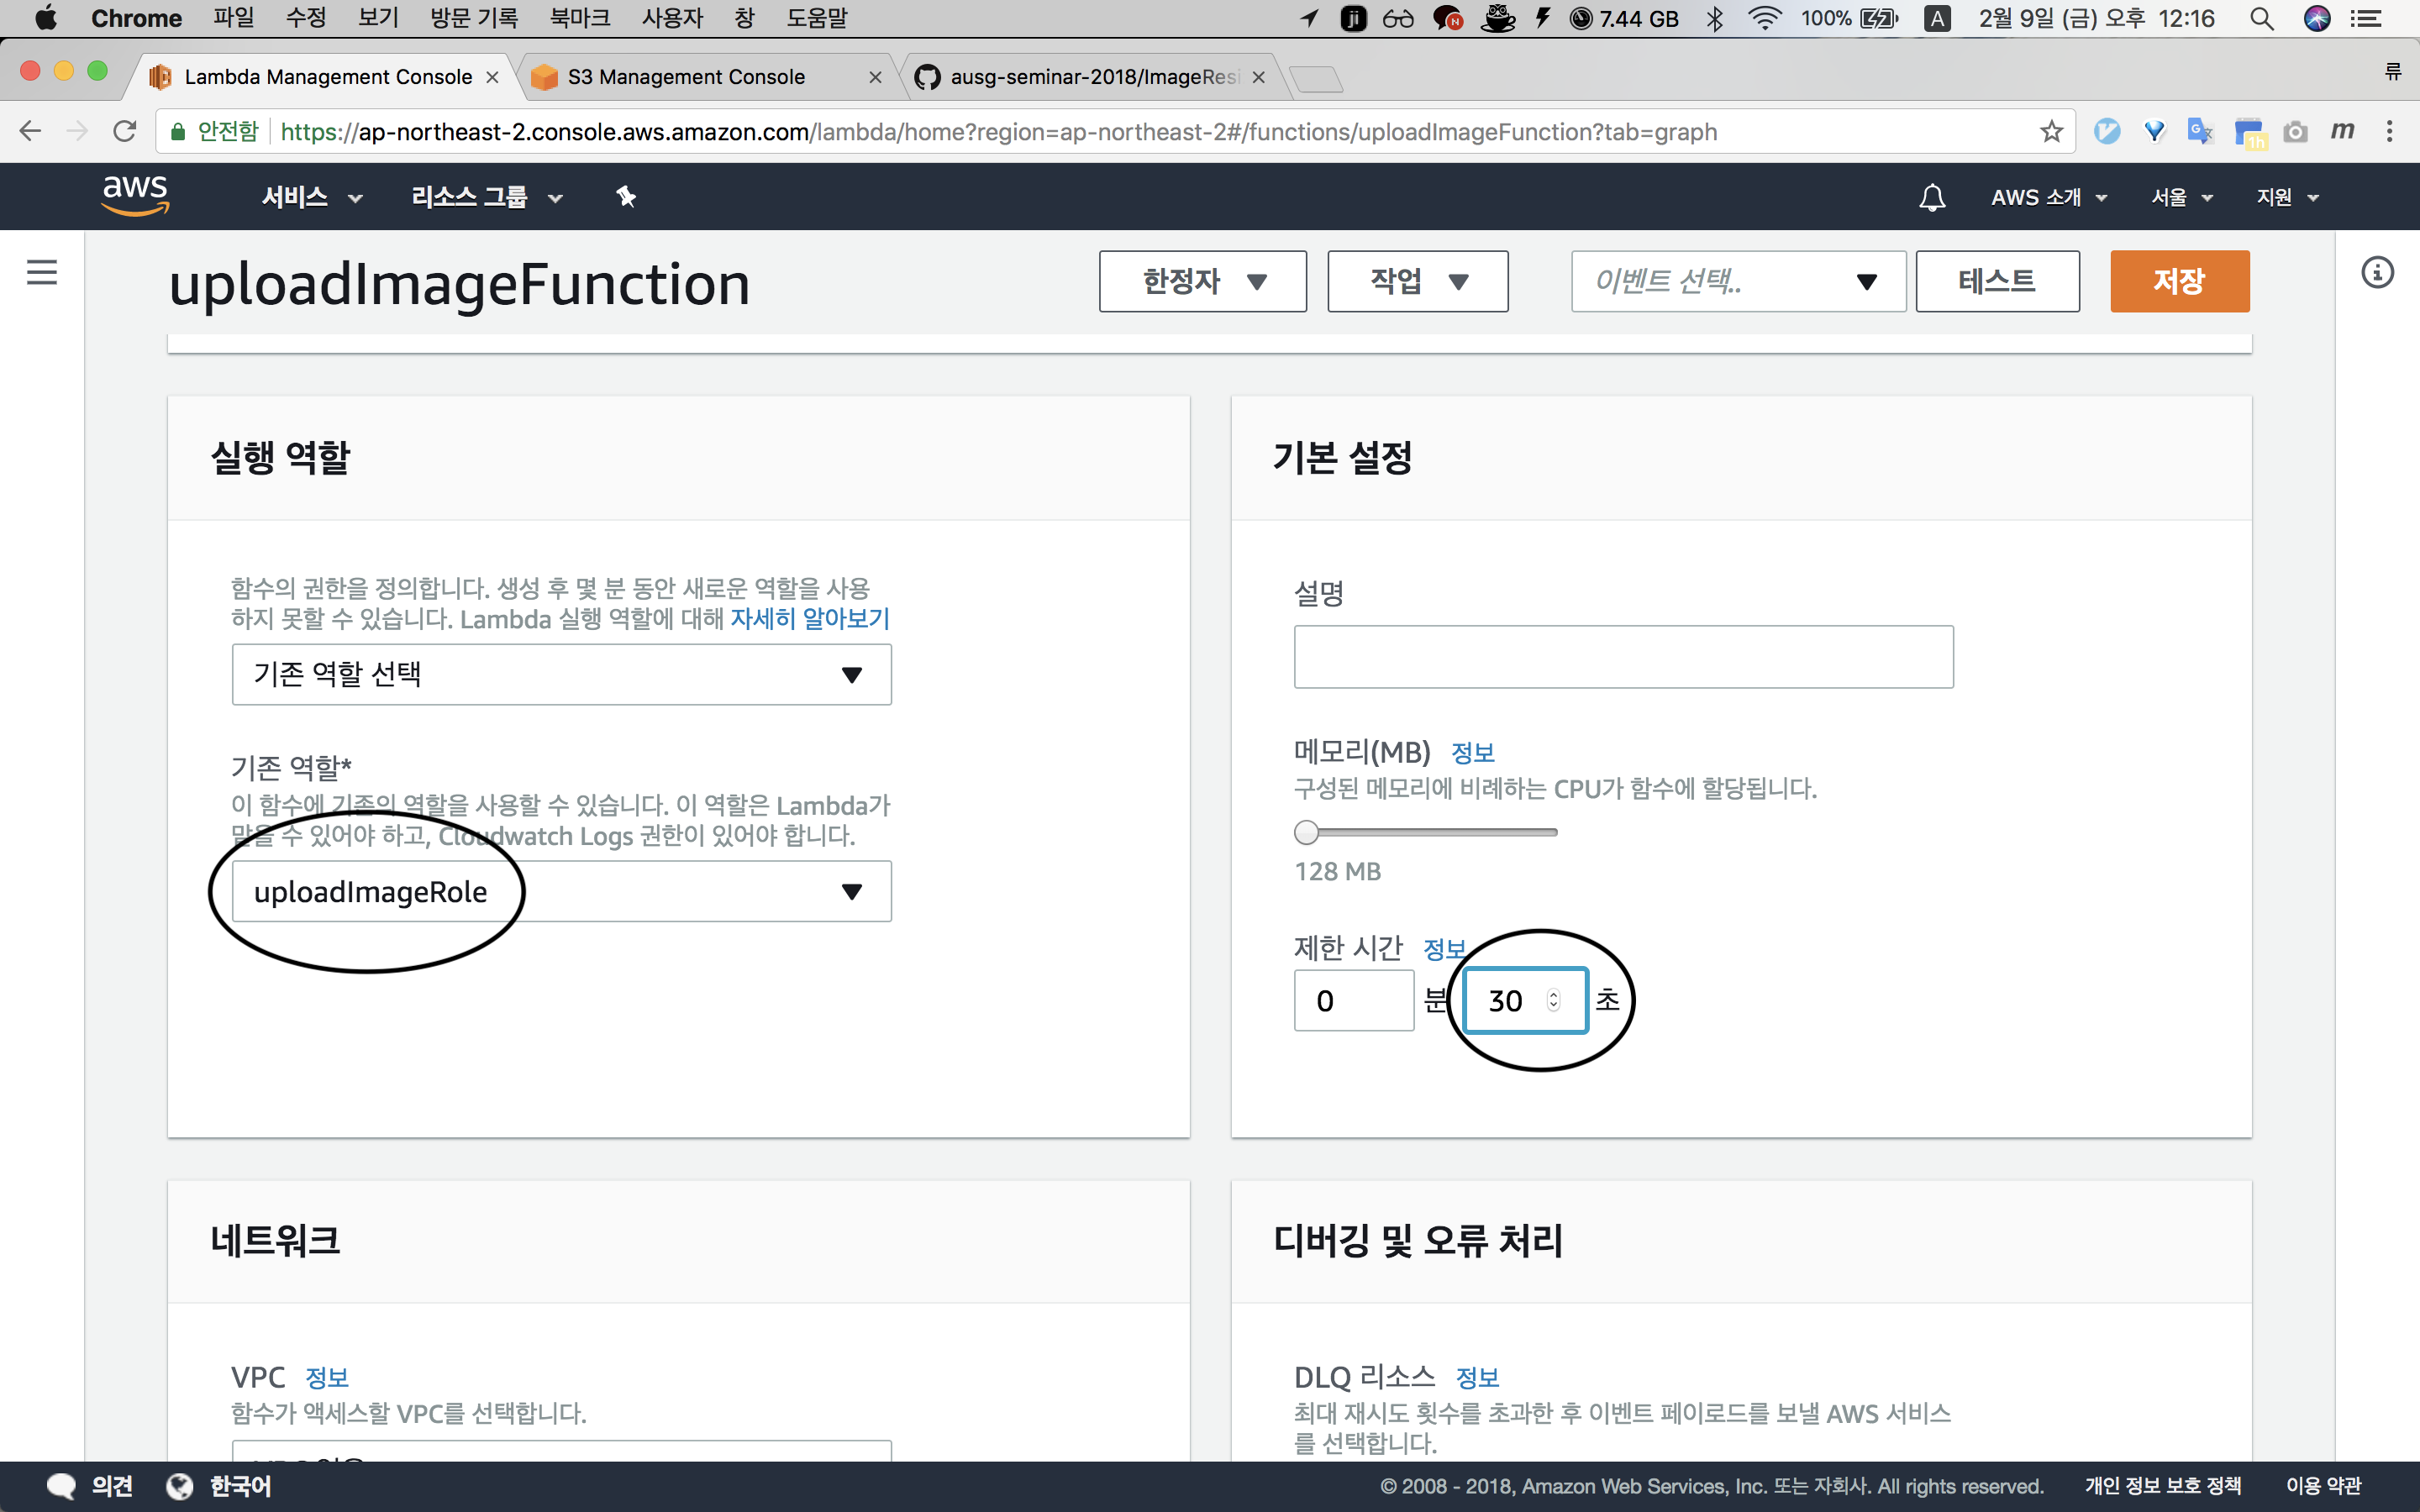 Chrome 파일 수정 보기 방문 기록 북마크 사용자 창 도움말 7.44 GB 100% A 2월 9일 (금) 오후 12:16
Lambda Management Console S3 Management Console ausg-seminar-2018/ImageResi 류
안전함 https://ap-northeast-2.console.aws.amazon.com/lambda/home?region=ap-northeast-2#/functions/uploadImageFunction?tab=graph
aws 서비스 리소스 그룹 AWS 소개 서울 지원
uploadImageFunction 한정자 작업 이벤트 선택.. 테스트 저장
실행 역할
함수의 권한을 정의합니다. 생성 후 몇 분 동안 새로운 역할을 사용
하지 못할 수 있습니다. Lambda 실행 역할에 대해 자세히 알아보기
기존 역할 선택
기존 역할*
이 함수에 기존의 역할을 사용할 수 있습니다. 이 역할은 Lambda가
맡을 수 있어야 하고, Cloudwatch Logs 권한이 있어야 합니다.
uploadImageRole
기본 설정
설명
메모리(MB) 정보
구성된 메모리에 비례하는 CPU가 함수에 할당됩니다.
128 MB
제한 시간 정보
0 분 30 초
네트워크
VPC 정보
함수가 액세스할 VPC를 선택합니다.
디버깅 및 오류 처리
DLQ 리소스 정보
최대 재시도 횟수를 초과한 후 이벤트 페이로드를 보낼 AWS 서비스
를 선택합니다.
의견 한국어 © 2008 - 2018, Amazon Web Services, Inc. 또는 자회사. All rights reserved. 개인 정보 보호 정책 이용 약관